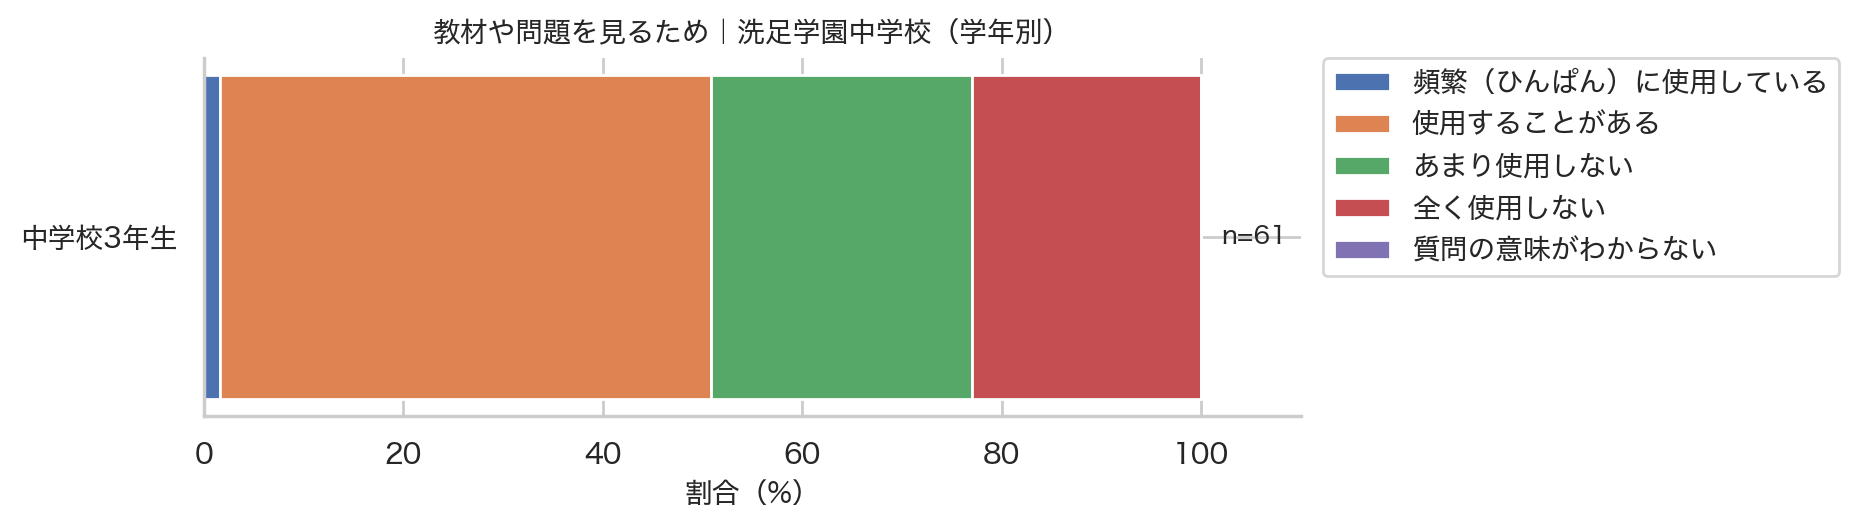 教材や問題を見るため｜洗足学園中学校（学年別）
中学校3年生
n=61
0 20 40 60 80 100
割合（%）
頻繁（ひんぱん）に使用している
使用することがある
あまり使用しない
全く使用しない
質問の意味がわからない